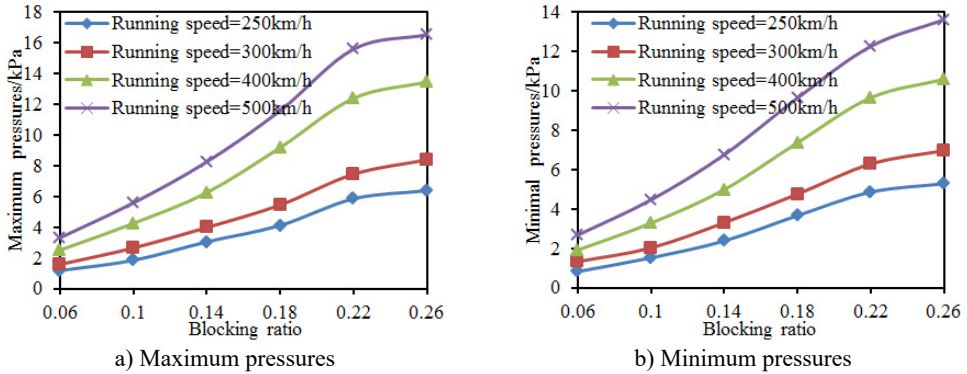 Maximum pressures/kPa
18
16
14
12
10
8
6
4
2
0
Running speed=250km/h
Running speed=300km/h
Running speed=400km/h
Running speed=500km/h
0.06 0.1 0.14 0.18 0.22 0.26
Blocking ratio
a) Maximum pressures
Minimal pressures/kPa
14
12
10
8
6
4
2
0
Running speed=250km/h
Running speed=300km/h
Running speed=400km/h
Running speed=500km/h
0.06 0.1 0.14 0.18 0.22 0.26
Blocking ratio
b) Minimum pressures